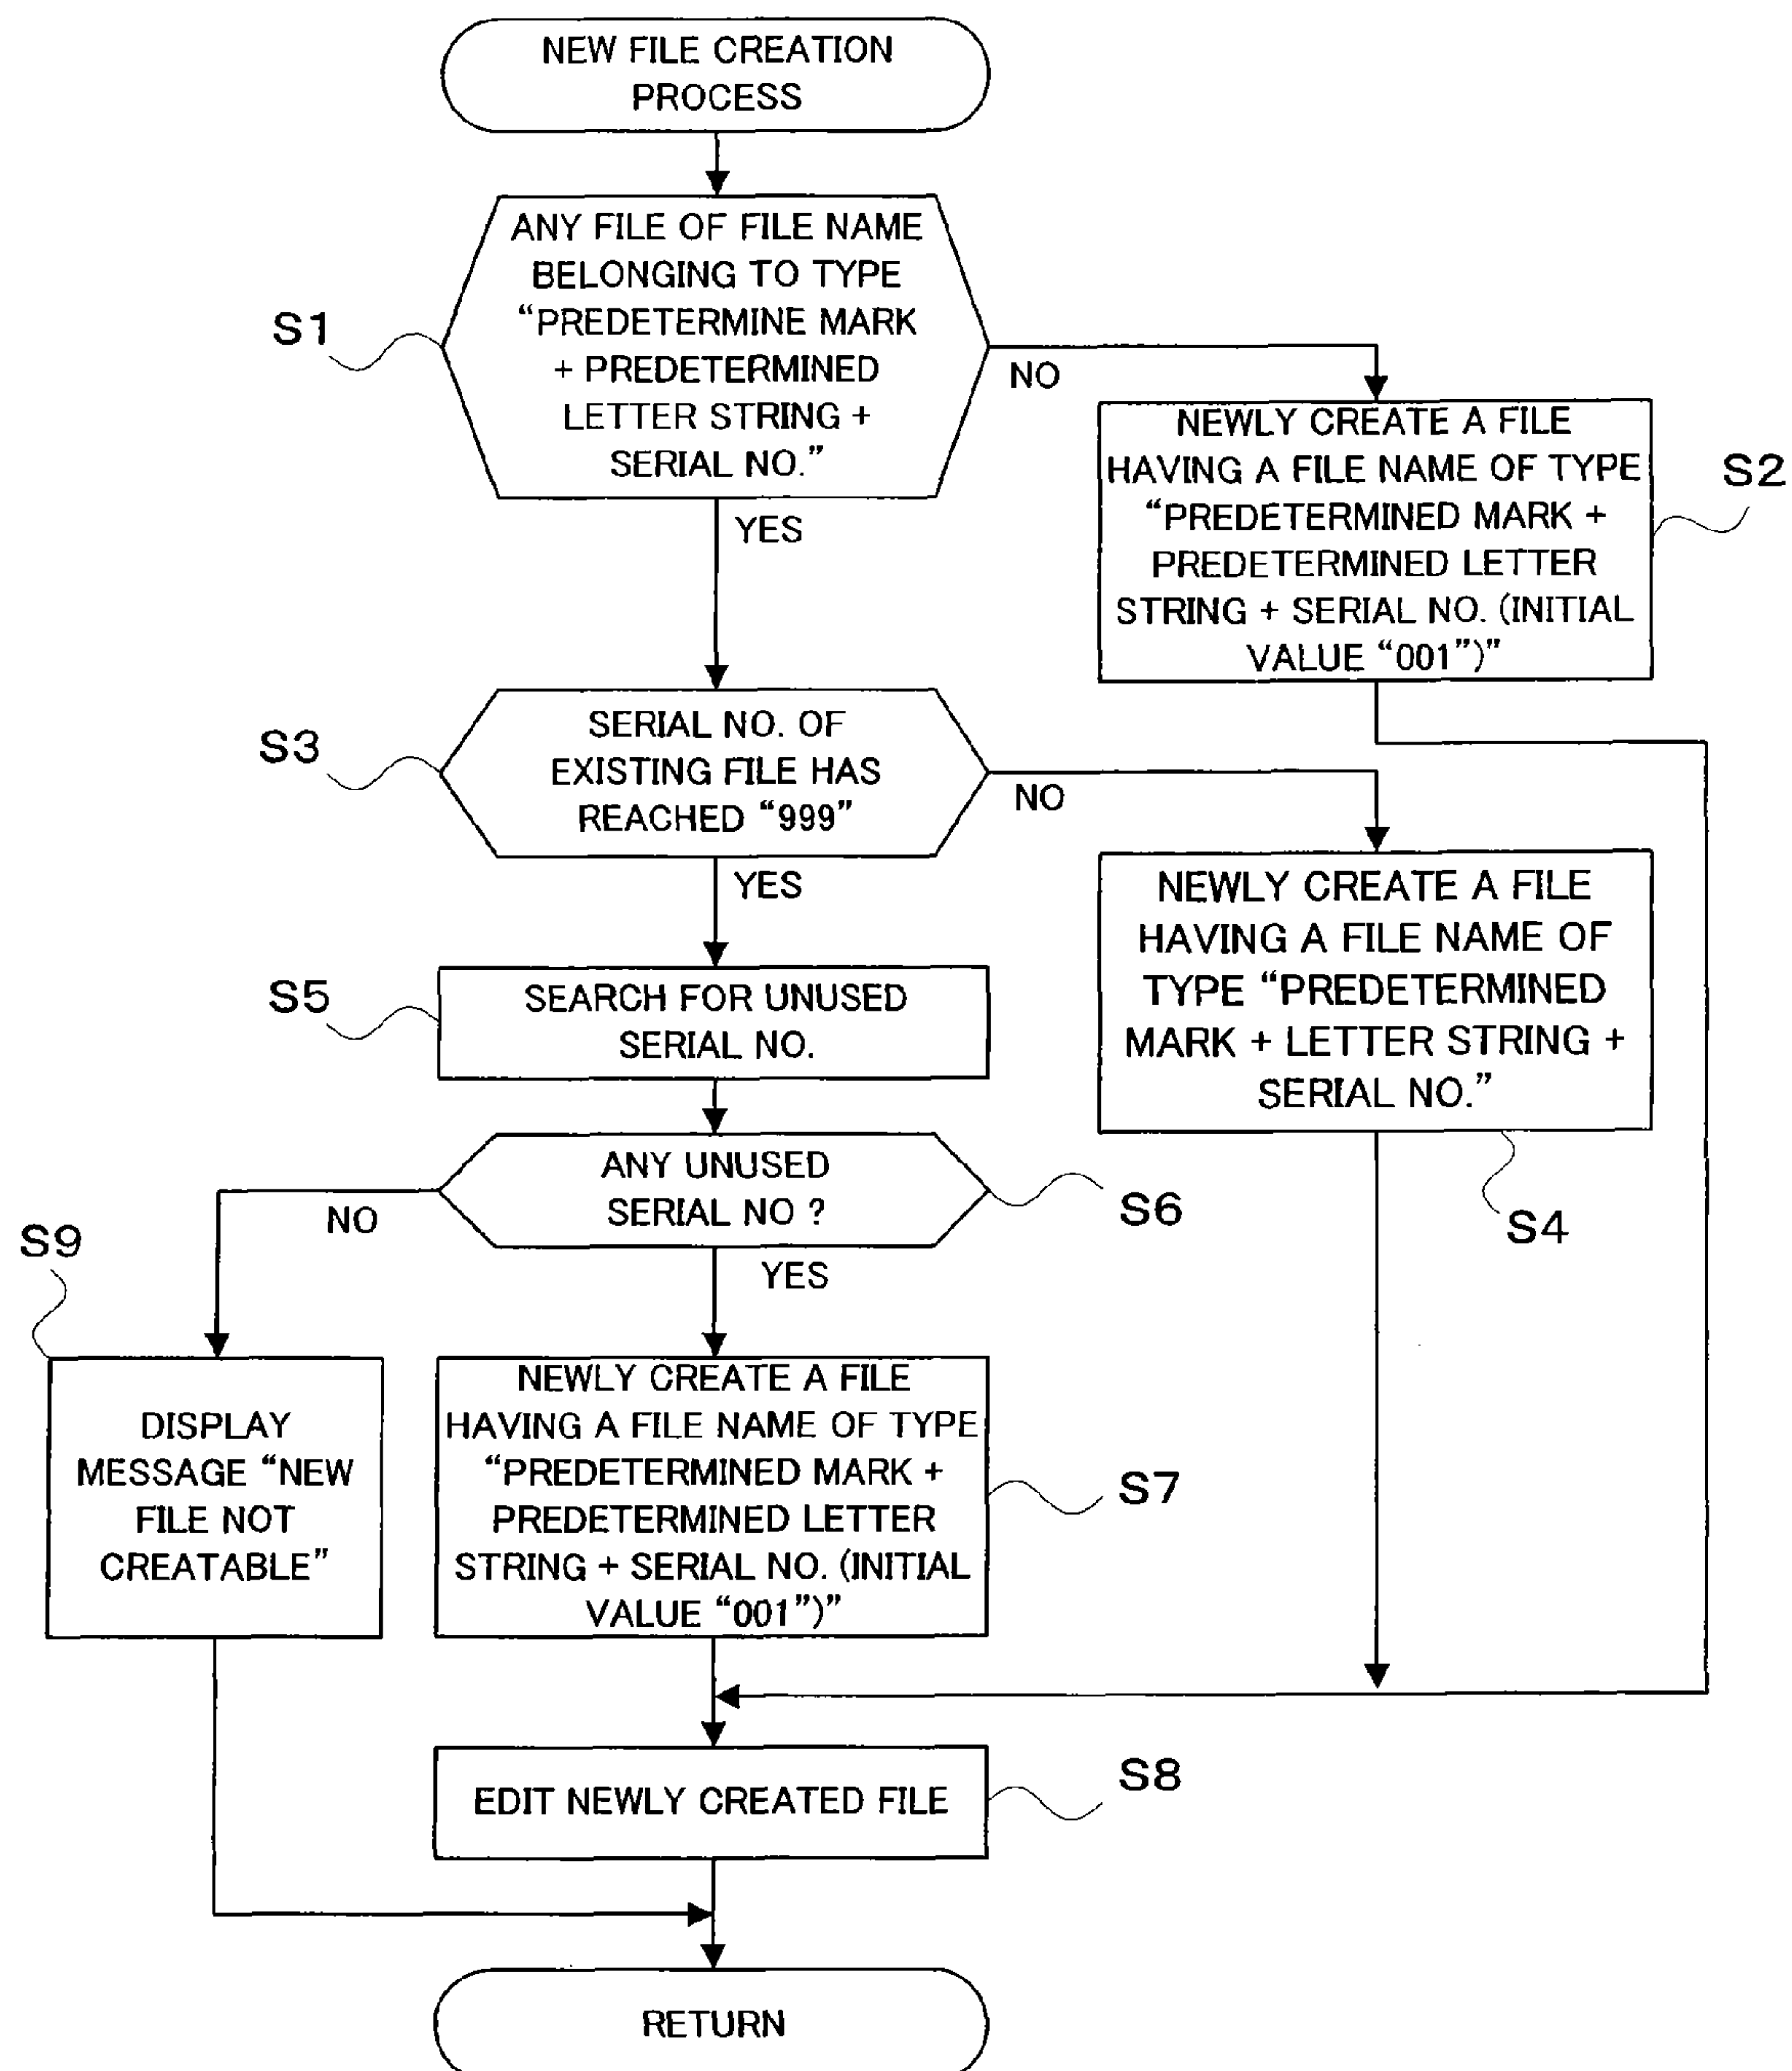 NEW FILE CREATION
PROCESS
S1
ANY FILE OF FILE NAME
BELONGING TO TYPE
“PREDETERMINE MARK
+ PREDETERMINED
LETTER STRING +
SERIAL NO.”
NO
YES
S2
NEWLY CREATE A FILE
HAVING A FILE NAME OF TYPE
“PREDETERMINED MARK +
PREDETERMINED LETTER
STRING + SERIAL NO. (INITIAL
VALUE “001”)”
S3
SERIAL NO. OF
EXISTING FILE HAS
REACHED “999”
NO
YES
NEWLY CREATE A FILE
HAVING A FILE NAME OF
TYPE “PREDETERMINED
MARK + LETTER STRING +
SERIAL NO.”
S4
S5
SEARCH FOR UNUSED
SERIAL NO.
ANY UNUSED
SERIAL NO ?
S6
NO
YES
S9
DISPLAY
MESSAGE “NEW
FILE NOT
CREATABLE”
NEWLY CREATE A FILE
HAVING A FILE NAME OF TYPE
“PREDETERMINED MARK +
PREDETERMINED LETTER
STRING + SERIAL NO. (INITIAL
VALUE “001”)”
S7
EDIT NEWLY CREATED FILE
S8
RETURN